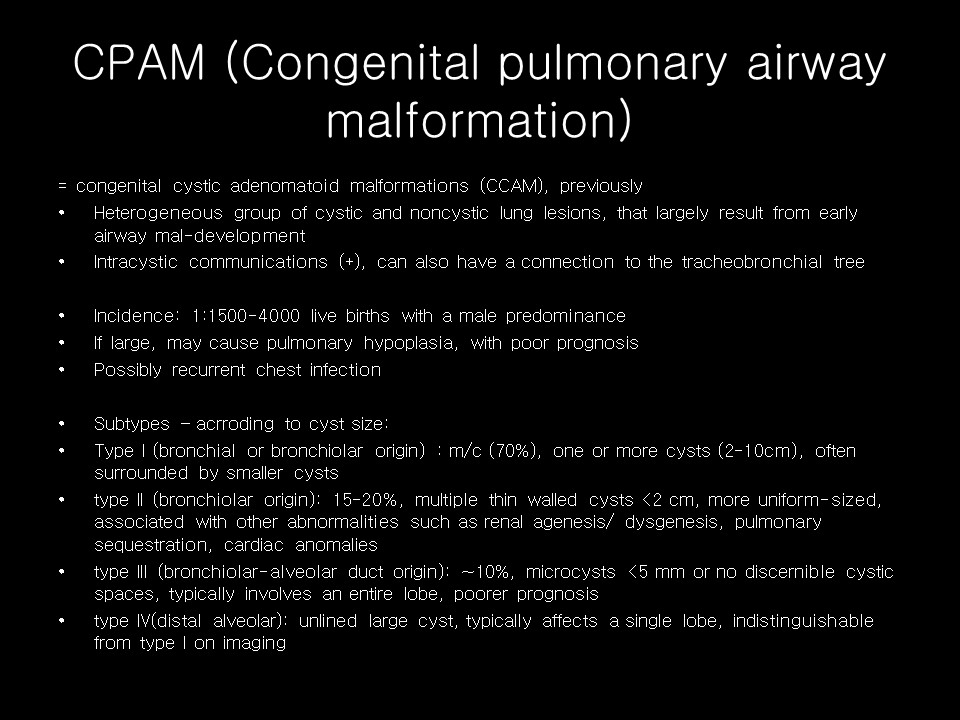 CPAM (Congenital pulmonary airway
malformation)
= congenital cystic adenomatoid malformations (CCAM), previously
• Heterogeneous group of cystic and noncystic lung lesions, that largely result from early
airway mal-development
• Intracystic communications (+), can also have a connection to the tracheobronchial tree
• Incidence: 1:1500-4000 live births with a male predominance
• If large, may cause pulmonary hypoplasia, with poor prognosis
• Possibly recurrent chest infection
• Subtypes – acrroding to cyst size:
• Type I (bronchial or bronchiolar origin) : m/c (70%), one or more cysts (2-10cm), often
surrounded by smaller cysts
• type II (bronchiolar origin): 15-20%, multiple thin walled cysts <2 cm, more uniform-sized,
associated with other abnormalities such as renal agenesis/ dysgenesis, pulmonary
sequestration, cardiac anomalies
• type III (bronchiolar-alveolar duct origin): ~10%, microcysts <5 mm or no discernible cystic
spaces, typically involves an entire lobe, poorer prognosis
• type IV(distal alveolar): unlined large cyst, typically affects a single lobe, indistinguishable
from type I on imaging